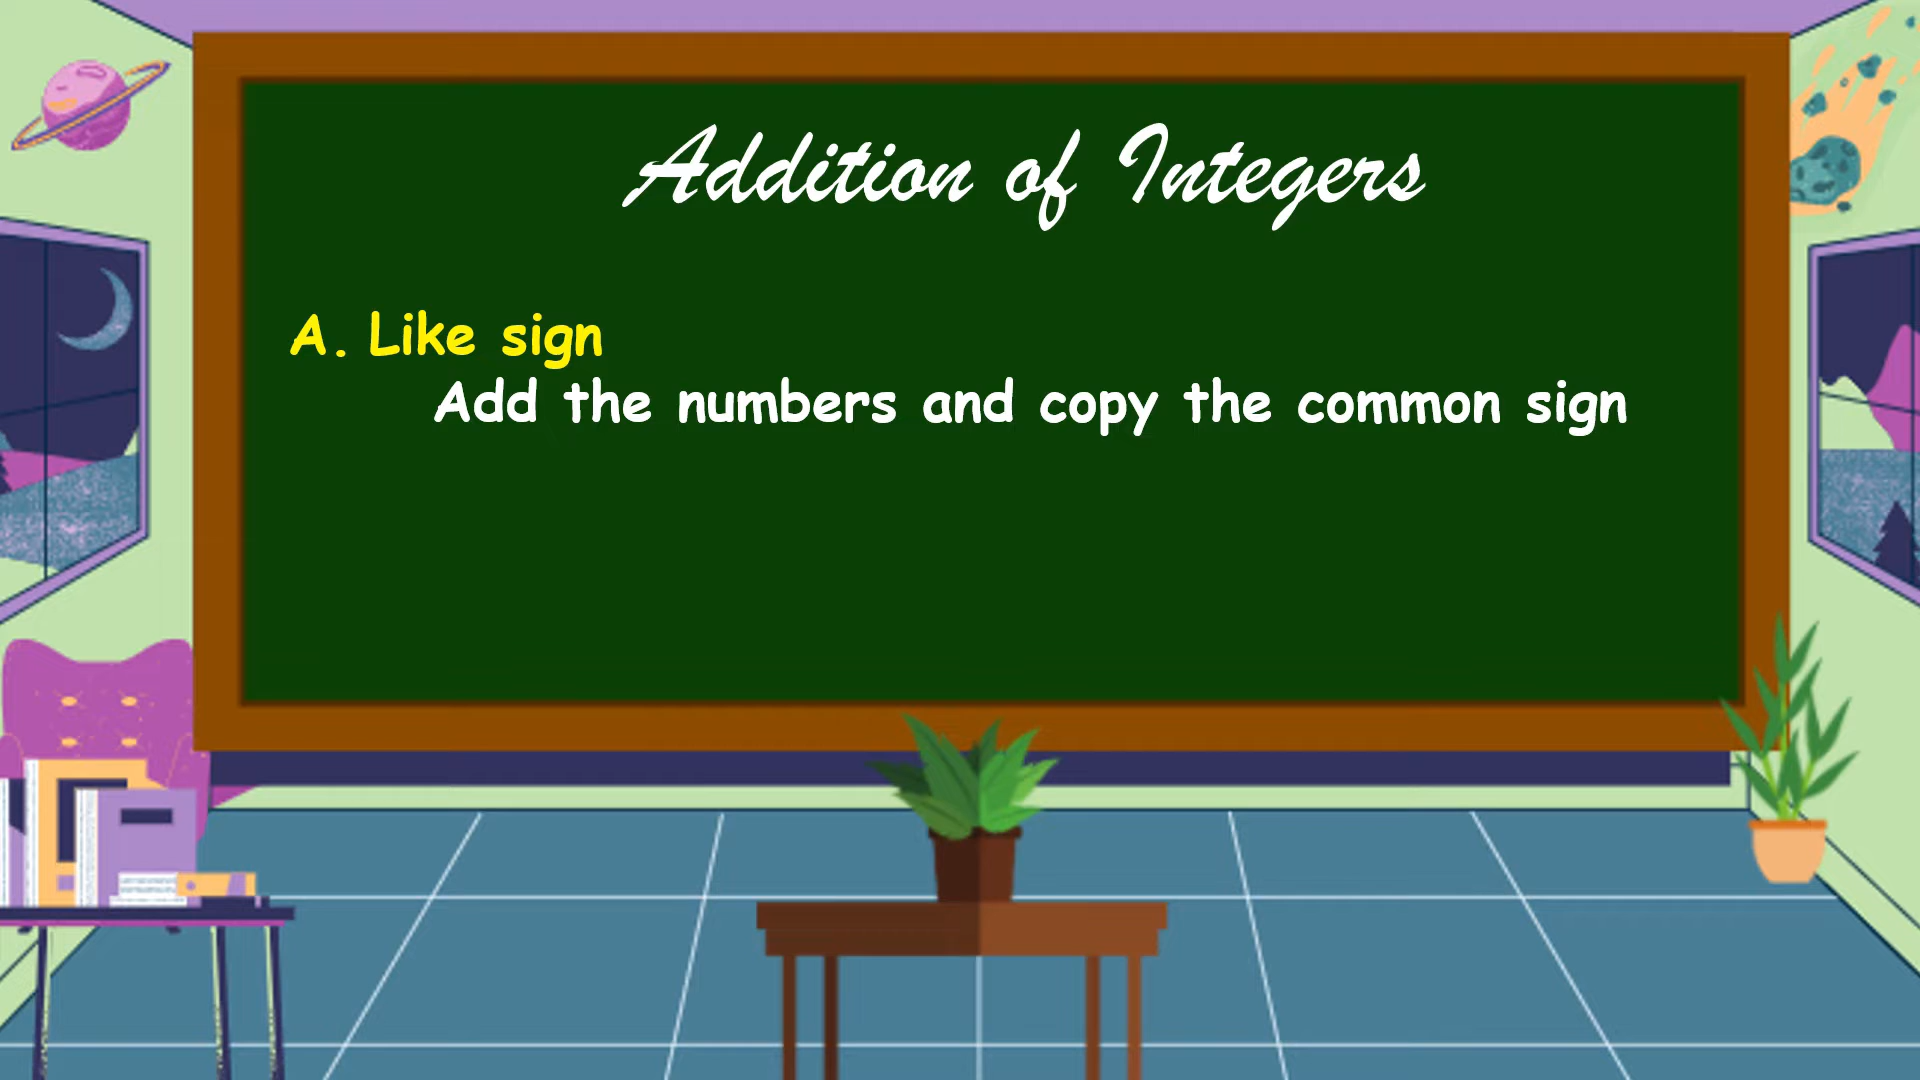 Addition of Integers
A. Like sign
Add the numbers and copy the common sign